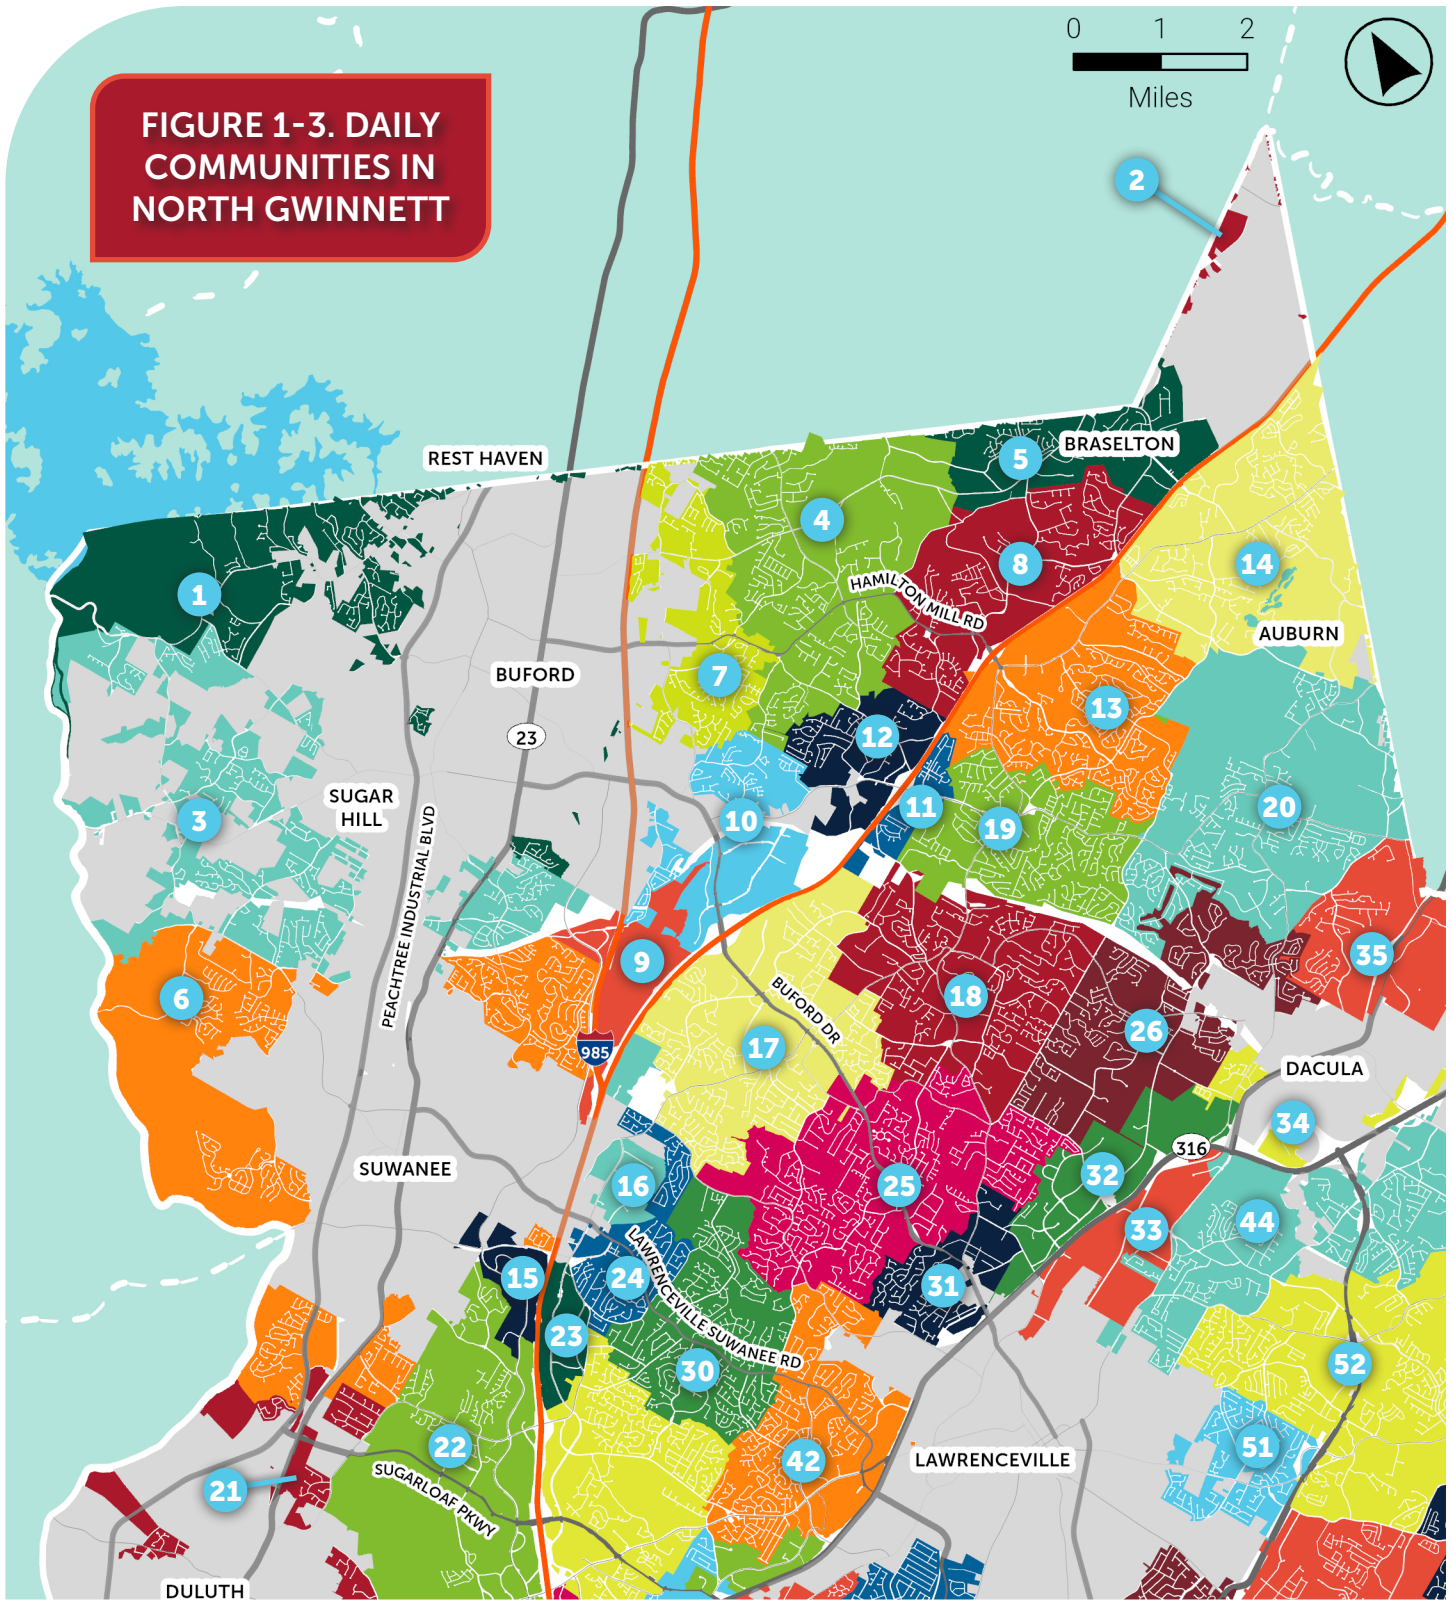 0 1 2
Miles
FIGURE 1-3. DAILY
COMMUNITIES IN
NORTH GWINNETT
2
REST HAVEN
5
BRASELTON
4
8
14
1
HAMILTON MILL RD
AUBURN
BUFORD
7
13
12
23
SUGAR
HILL
3
10
11
19
20
PEACHTREE INDUSTRIAL BLVD
9
35
6
18
BUFORD DR
26
17
985
DACULA
34
316
SUWANEE
32
16
25
44
33
15
24
31
LAWRENCEVILLE SUWANEE RD
23
52
30
22
51
42
LAWRENCEVILLE
21
SUGARLOAF PKWY
DULUTH